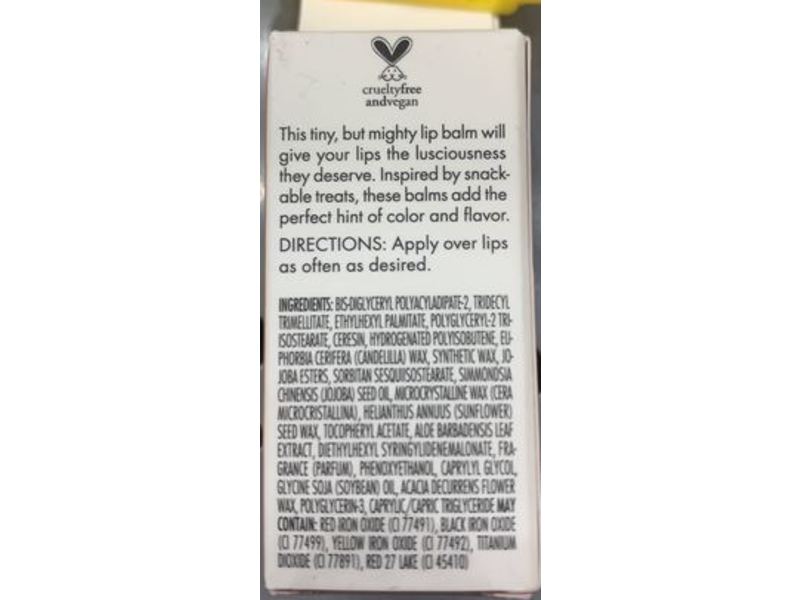 crueltyfree
andvegan
This tiny, but mighty lip balm will
give your lips the lusciousness
they deserve. Inspired by snack-
able treats, these balms add the
perfect hint of color and flavor.
DIRECTIONS: Apply over lips
as often as desired.
INGREDIENTS: BIS-DIGLYCERYL POLYACYLADIPATE-2, TRIDECYL
TRIMELLITATE, ETHYLHEXYL PALMITATE, POLYGLYCERYL-2 TRI-
ISOSTEARATE, CERESIN, HYDROGENATED POLYISOBUTENE, EU-
PHORBIA CERIFERA (CANDELILLA) WAX, SYNTHETIC WAX, JO-
JOBA ESTERS, SORBITAN SESQUIISOSTEARATE, SIMMONDSIA
CHINENSIS (JOJOBA) SEED OIL, MICROCRYSTALLINE WAX (CERA
MICROCRISTALLINA), HELIANTHUS ANNUUS (SUNFLOWER)
SEED WAX, TOCOPHERYL ACETATE, ALOE BARBADENSIS LEAF
EXTRACT, DIETHYLHEXYL SYRINGYLIDENEMALONATE, FRA-
GRANCE (PARFUM), PHENOXYETHANOL, CAPRYLYL GLYCOL,
GLYCINE SOJA (SOYBEAN) OIL, ACACIA DECURRENS FLOWER
WAX, POLYGLYCERIN-3, CAPRYLIC/CAPRIC TRIGLYCERIDE MAY
CONTAIN: RED IRON OXIDE (CI 77491), BLACK IRON OXIDE
(CI 77499), YELLOW IRON OXIDE (CI 77492), TITANIUM
DIOXIDE (CI 77891), RED 27 LAKE (CI 45410)